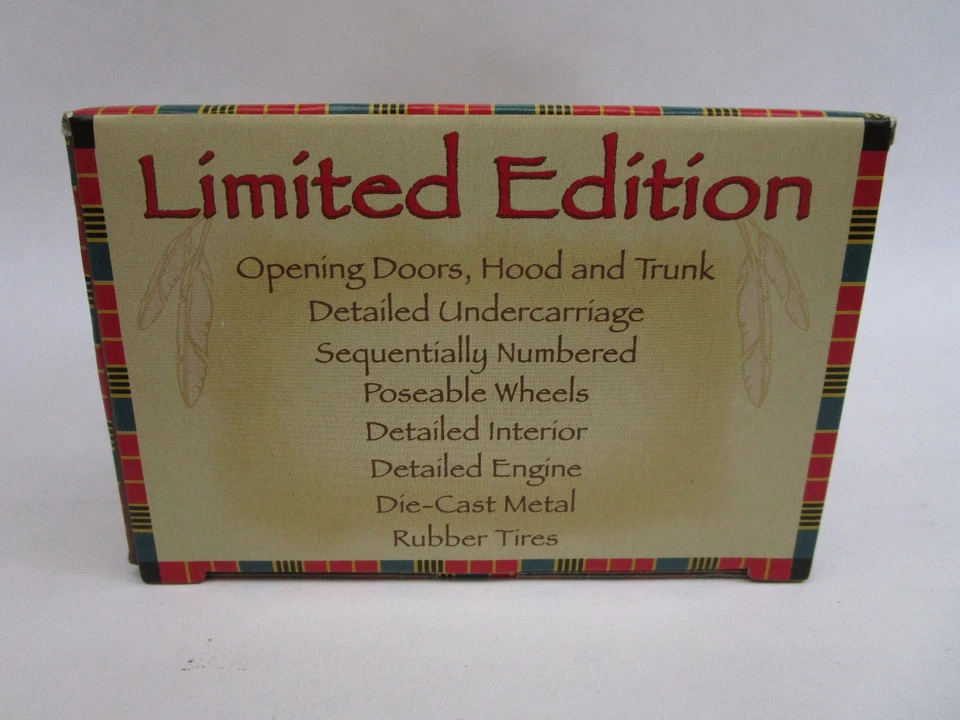 Limited Edition
Opening Doors, Hood and Trunk
Detailed Undercarriage
Sequentially Numbered
Poseable Wheels
Detailed Interior
Detailed Engine
Die-Cast Metal
Rubber Tires